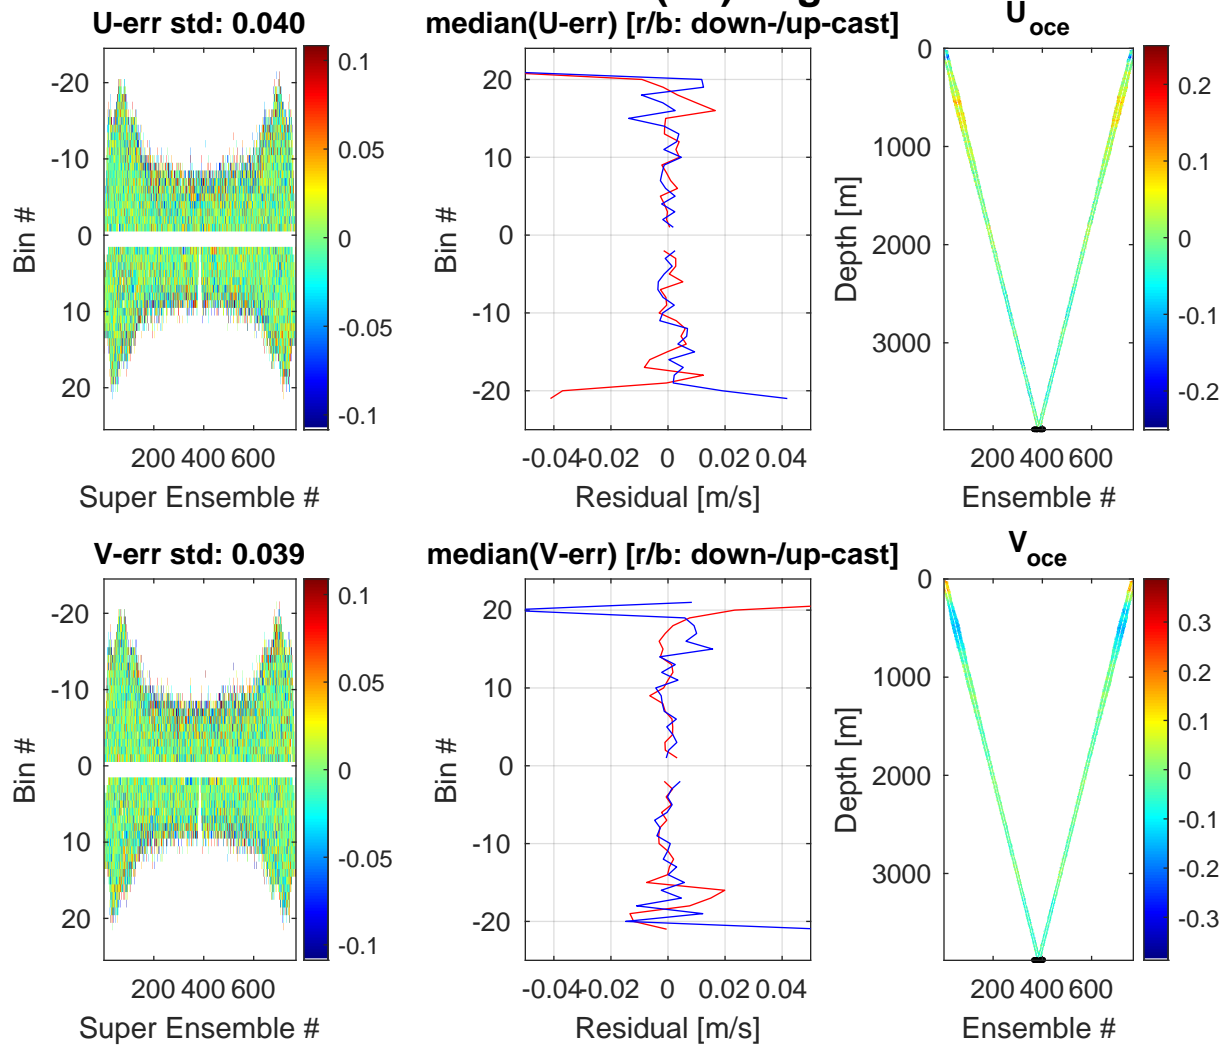 U-err std: 0.040
median(U-err) [r/b: down-/up-cast]
U_oce
-20
-10
0
10
20
Bin #
200 400 600
Super Ensemble #
0.1
0.05
0
-0.05
-0.1
20
10
0
-10
-20
Bin #
-0.04 -0.02 0 0.02 0.04
Residual [m/s]
0
1000
2000
3000
Depth [m]
200 400 600
Ensemble #
0.2
0.1
0
-0.1
-0.2
V-err std: 0.039
median(V-err) [r/b: down-/up-cast]
V_oce
-20
-10
0
10
20
Bin #
200 400 600
Super Ensemble #
0.1
0.05
0
-0.05
-0.1
20
10
0
-10
-20
Bin #
-0.04 -0.02 0 0.02 0.04
Residual [m/s]
0
1000
2000
3000
Depth [m]
200 400 600
Ensemble #
0.3
0.2
0.1
0
-0.1
-0.2
-0.3